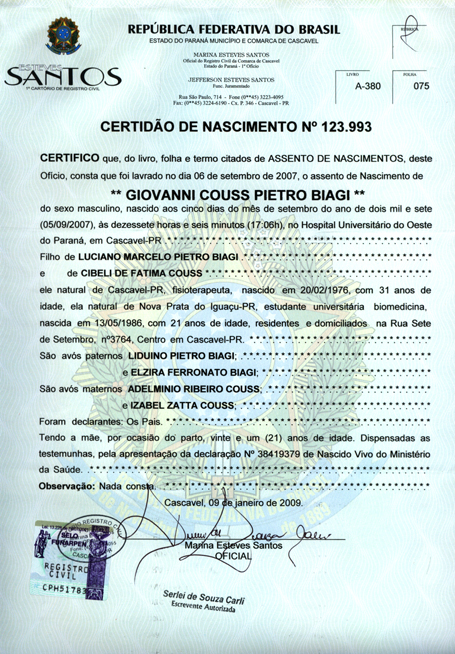 REPÚBLICA FEDERATIVA DO BRASIL
ESTADO DO PARANÁ MUNICÍPIO E COMARCA DE CASCAVEL
MARINA ESTEVES SANTOS
Oficial do Registro Civil da Comarca de Cascavel
Estado do Paraná - 1º Ofício
JEFFERSON ESTEVES SANTOS
Func. Juramentado
Rua São Paulo, 714 - Fone (0**45) 3223-4095
Fax: (0**45) 3224-6190 - Cx. P. 346 - Cascavel - PR
ESTEVES
SANTOS
1º CARTÓRIO DE REGISTRO CIVIL
RUBRICA
LIVRO
FOLHA
A-380
075
CERTIDÃO DE NASCIMENTO Nº 123.993
CERTIFICO que, do livro, folha e termo citados de ASSENTO DE NASCIMENTOS, deste
Ofício, consta que foi lavrado no dia 06 de setembro de 2007, o assento de Nascimento de
** GIOVANNI COUSS PIETRO BIAGI **
do sexo masculino, nascido aos cinco dias do mês de setembro do ano de dois mil e sete
(05/09/2007), às dezessete horas e seis minutos (17:06h), no Hospital Universitário do Oeste
do Paraná, em Cascavel-PR
Filho de LUCIANO MARCELO PIETRO BIAGI
e de CIBELI DE FATIMA COUSS
ele natural de Cascavel-PR, fisioterapeuta, nascido em 20/02/1976, com 31 anos de
idade, ela natural de Nova Prata do Iguaçu-PR, estudante universitária biomedicina,
nascida em 13/05/1986, com 21 anos de idade, residentes e domiciliados na Rua Sete
de Setembro, nº3764, Centro em Cascavel-PR.
São avós paternos LIDUINO PIETRO BIAGI;
e ELZIRA FERRONATO BIAGI;
São avós maternos ADELMINIO RIBEIRO COUSS;
e IZABEL ZATTA COUSS;
Foram declarantes: Os Pais.
Tendo a mãe, por ocasião do parto, vinte e um (21) anos de idade. Dispensadas as
testemunhas, pela apresentação da declaração Nº 38419379 de Nascido Vivo do Ministério
da Saúde.
Observação: Nada consta.
Cascavel, 09 de janeiro de 2009.
Marina Esteves Santos
OFICIAL
Serlei de Souza Carli
Escrevente Autorizada
SELO
FUNARPEN
REGISTRO
CIVIL